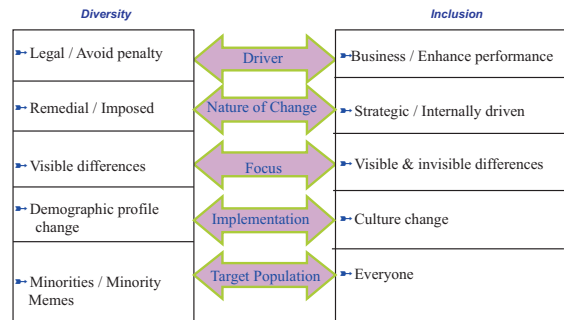 Diversity
Inclusion
Legal / Avoid penalty
Driver
Business / Enhance performance
Remedial / Imposed
Nature of Change
Strategic / Internally driven
Visible differences
Focus
Visible & invisible differences
Demographic profile
change
Implementation
Culture change
Minorities / Minority
Memes
Target Population
Everyone